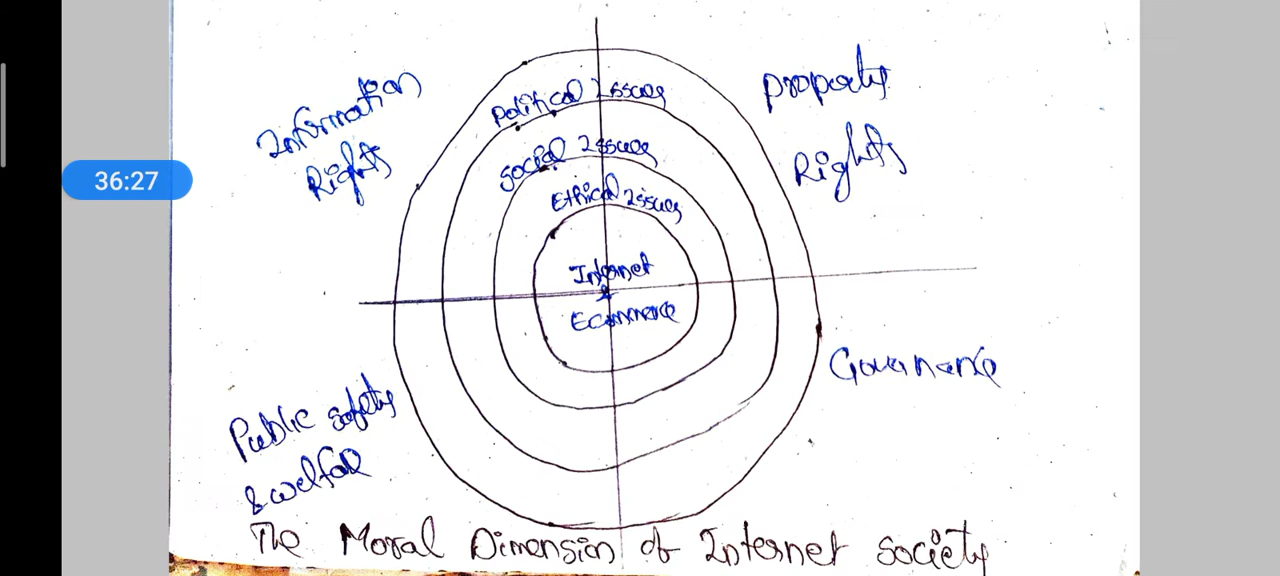 Information
Rights
Property
Rights
Political Issues
Social Issues
Ethical Issues
Internet
&
Ecommerce
36:27
Governance
Public safety
& welfare
The Moral Dimension of Internet society